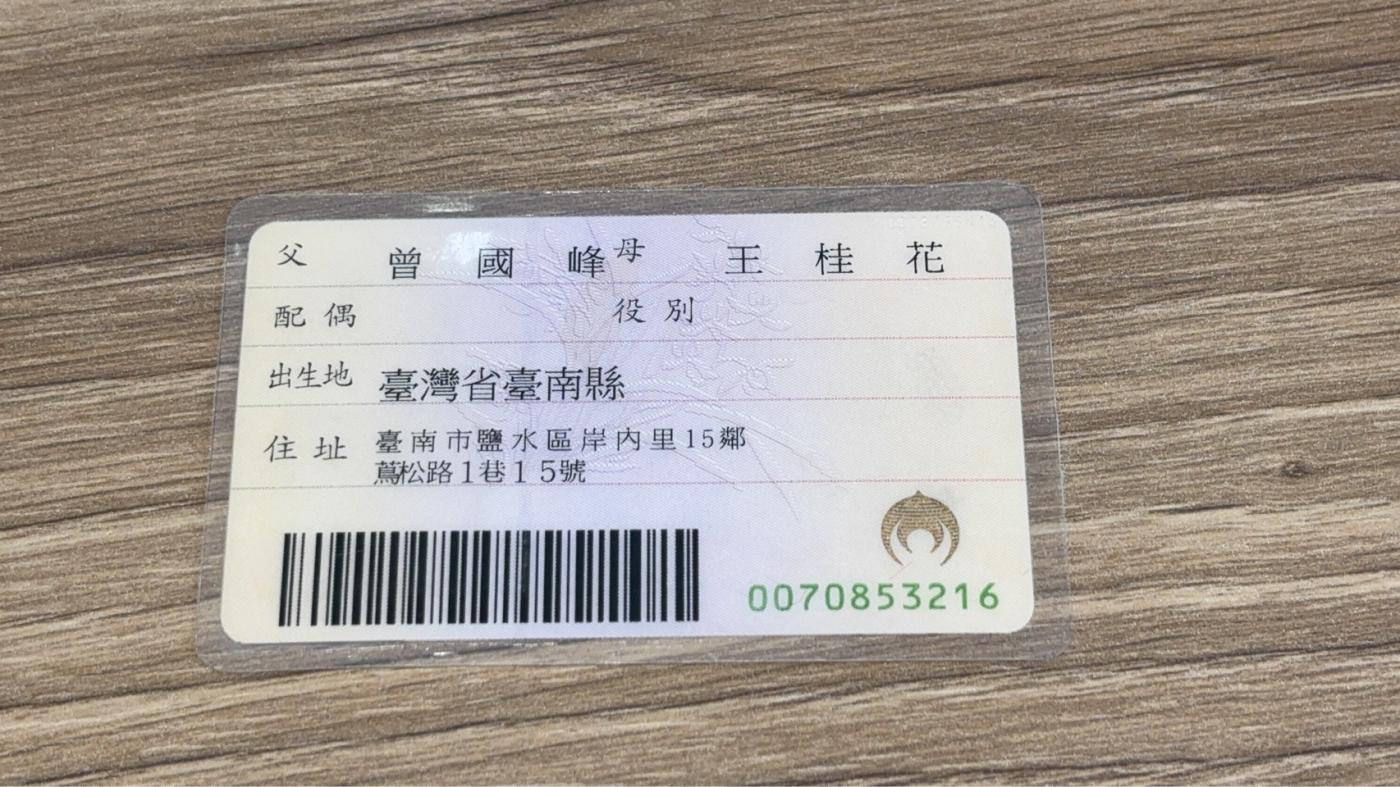 父 曾國峰 母 王桂花
配偶 役別
出生地 臺灣省臺南縣
住址 臺南市鹽水區岸內里15鄰
蔦松路1巷15號
0070853216